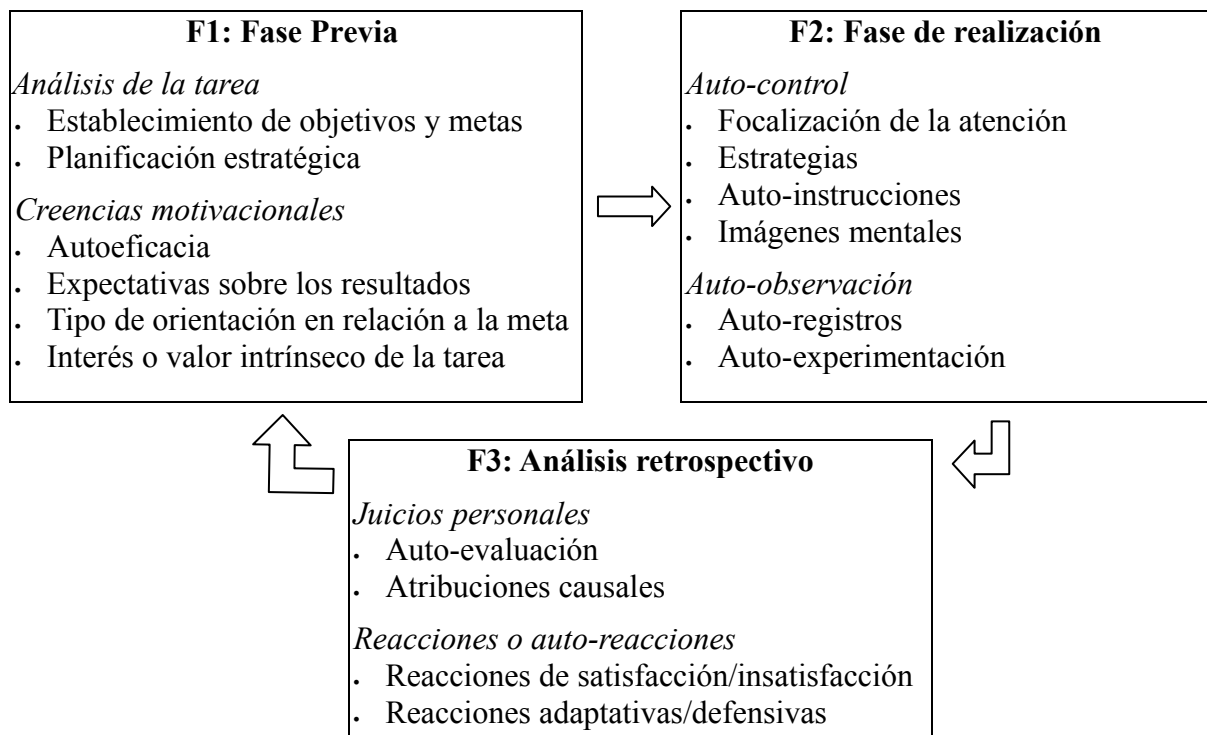 F1: Fase Previa
Análisis de la tarea
• Establecimiento de objetivos y metas
• Planificación estratégica
Creencias motivacionales
• Autoeficacia
• Expectativas sobre los resultados
• Tipo de orientación en relación a la meta
• Interés o valor intrínseco de la tarea
F2: Fase de realización
Auto-control
• Focalización de la atención
• Estrategias
• Auto-instrucciones
• Imágenes mentales
Auto-observación
• Auto-registros
• Auto-experimentación
F3: Análisis retrospectivo
Juicios personales
• Auto-evaluación
• Atribuciones causales
Reacciones o auto-reacciones
• Reacciones de satisfacción/insatisfacción
• Reacciones adaptativas/defensivas